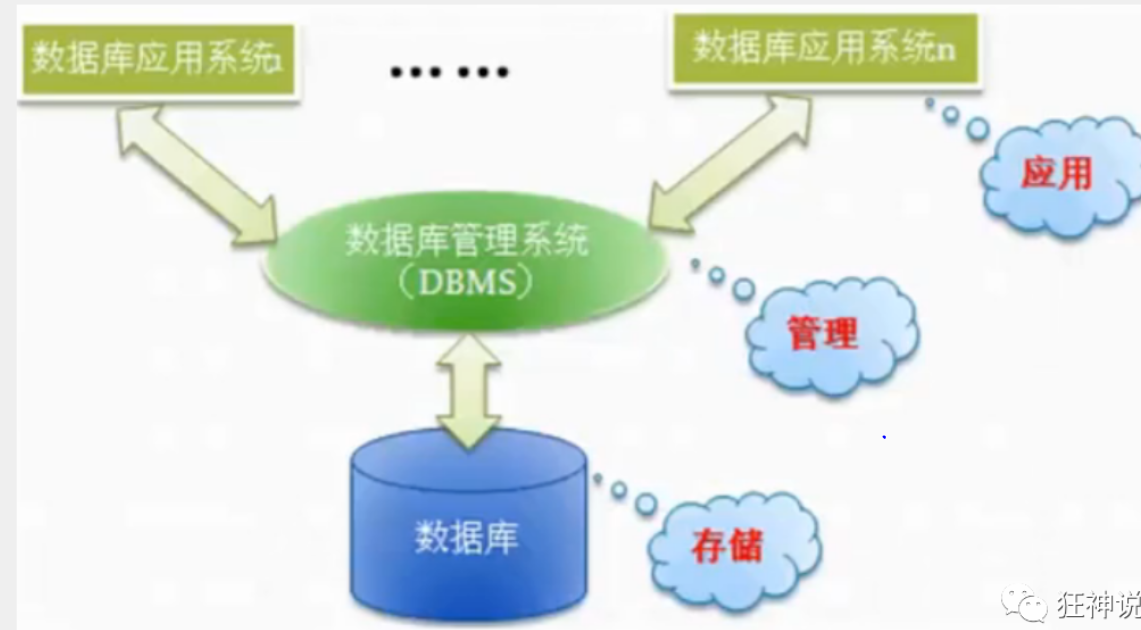 数据库应用系统1
数据库应用系统n
…… 
应用
数据库管理系统
（DBMS）
管理
数据库
存储
狂神说